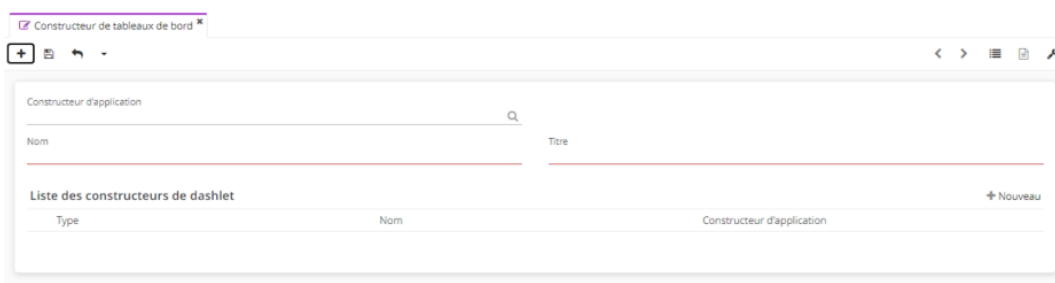 Constructeur de tableaux de bord
Constructeur d'application
Nom
Titre
Liste des constructeurs de dashlet
+ Nouveau
Type
Nom
Constructeur d'application